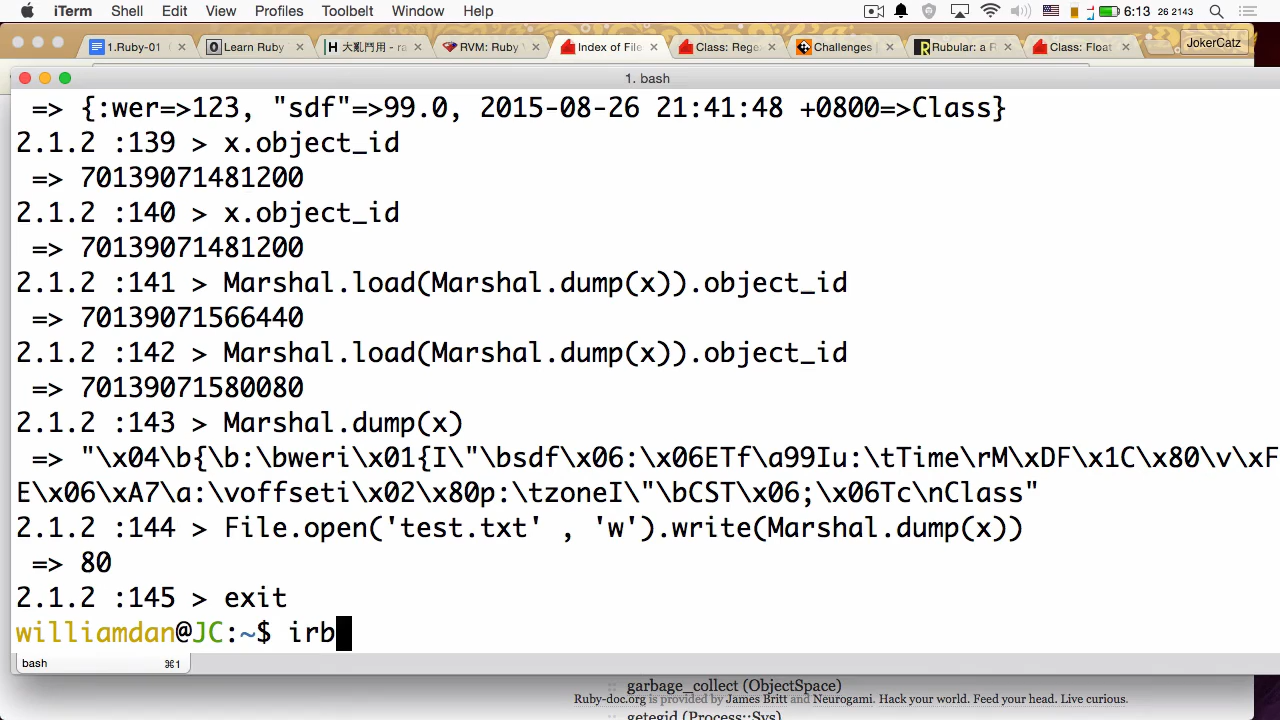 iTerm Shell Edit View Profiles Toolbelt Window Help 6:13 26 2143
1.Ruby-01 Learn Ruby 大亂鬥用 - ra RVM: Ruby V Index of File Class: Rege Challenges | Rubular: a R Class: Float JokerCatz
1. bash
=> {:wer=>123, "sdf"=>99.0, 2015-08-26 21:41:48 +0800=>Class}
2.1.2 :139 > x.object_id
=> 70139071481200
2.1.2 :140 > x.object_id
=> 70139071481200
2.1.2 :141 > Marshal.load(Marshal.dump(x)).object_id
=> 70139071566440
2.1.2 :142 > Marshal.load(Marshal.dump(x)).object_id
=> 70139071580080
2.1.2 :143 > Marshal.dump(x)
=> "\x04\b{\b:\bweri\x01{I\"\bsdf\x06:\x06ETf\a99Iu:\tTime\rM\xDF\x1C\x80\v\xF
E\x06\xA7\a:\voffseti\x02\x80p:\tzoneI\"\bCST\x06;\x06Tc\nClass"
2.1.2 :144 > File.open('test.txt' , 'w').write(Marshal.dump(x))
=> 80
2.1.2 :145 > exit
williamdan@JC:~$ irb
bash ⌘1
garbage_collect (ObjectSpace)
Ruby-doc.org is provided by James Britt and Neurogami. Hack your world. Feed your head. Live curious.
getegid (Process::Sys)